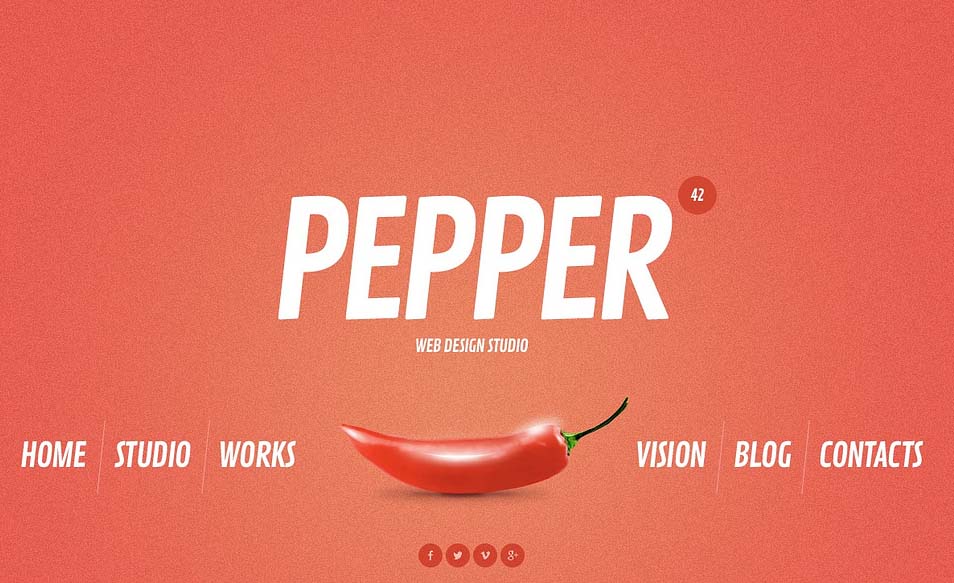 PEPPER
42
WEB DESIGN STUDIO
HOME STUDIO WORKS VISION BLOG CONTACTS
f g+